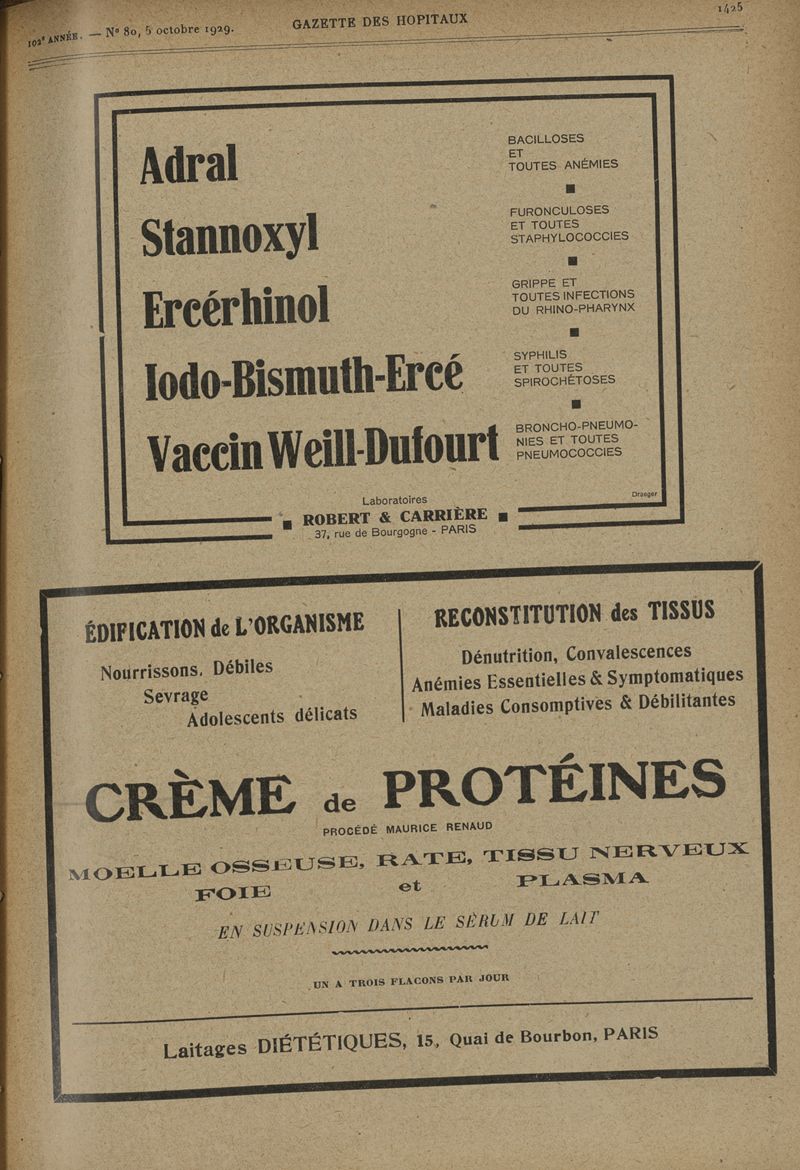 102e ANNÉE. — No 80, 5 octobre 1929.
GAZETTE DES HOPITAUX
1425
Adral
BACILLOSES
ET
TOUTES ANÉMIES
Stannoxyl
FURONCULOSES
ET TOUTES
STAPHYLOCOCCIES
Ercérhinol
GRIPPE ET
TOUTES INFECTIONS
DU RHINO-PHARYNX
Iodo-Bismuth-Ercé
SYPHILIS
ET TOUTES
SPIROCHÉTOSES
Vaccin Weill-Dufourt
BRONCHO-PNEUMO-
NIES ET TOUTES
PNEUMOCOCCIES
Draeger
Laboratoires
ROBERT & CARRIÈRE
37, rue de Bourgogne - PARIS
ÉDIFICATION de L'ORGANISME
Nourrissons, Débiles
Sevrage
Adolescents délicats
RECONSTITUTION des TISSUS
Dénutrition, Convalescences
Anémies Essentielles & Symptomatiques
Maladies Consomptives & Débilitantes
CRÈME de PROTÉINES
PROCÉDÉ MAURICE RENAUD
MOELLE OSSEUSE, RATE, TISSU NERVEUX
FOIE et PLASMA
EN SUSPENSION DANS LE SÉRUM DE LAIT
UN A TROIS FLACONS PAR JOUR
Laitages DIÉTÉTIQUES, 15, Quai de Bourbon, PARIS